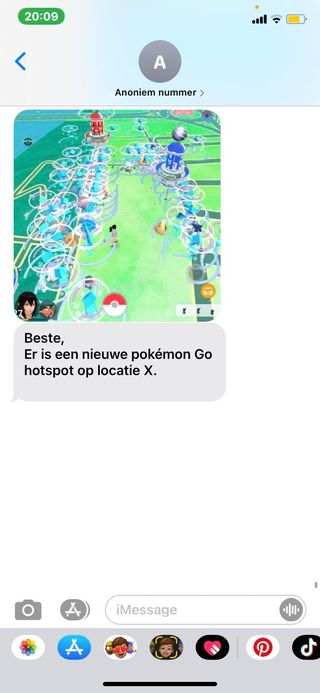 20:09
A
Anoniem nummer
Beste,
Er is een nieuwe pokémon Go
hotspot op locatie X.
iMessage